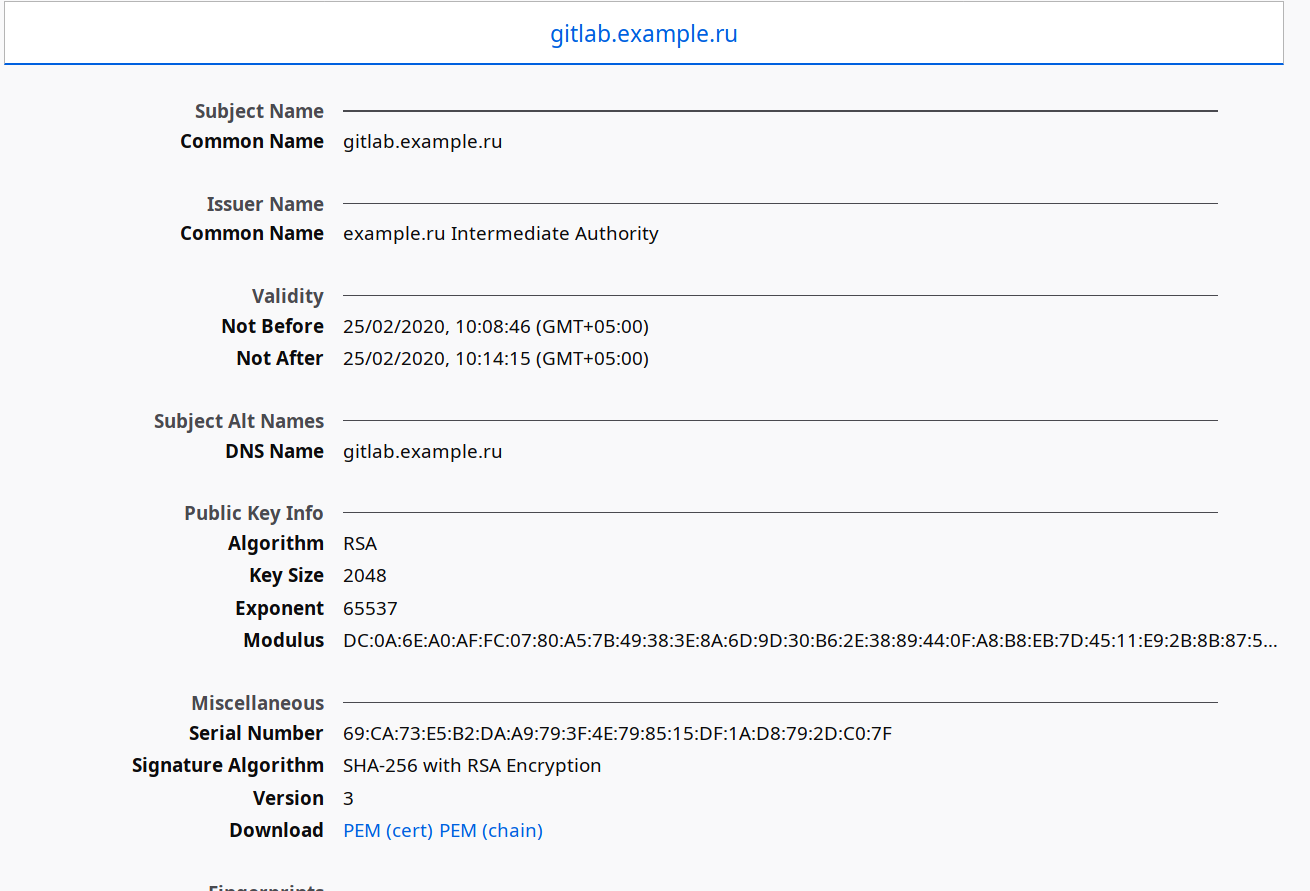 gitlab.example.ru
Subject Name
Common Name gitlab.example.ru
Issuer Name
Common Name example.ru Intermediate Authority
Validity
Not Before 25/02/2020, 10:08:46 (GMT+05:00)
Not After 25/02/2020, 10:14:15 (GMT+05:00)
Subject Alt Names
DNS Name gitlab.example.ru
Public Key Info
Algorithm RSA
Key Size 2048
Exponent 65537
Modulus DC:0A:6E:A0:AF:FC:07:80:A5:7B:49:38:3E:8A:6D:9D:30:B6:2E:38:89:44:0F:A8:B8:EB:7D:45:11:E9:2B:8B:87:5...
Miscellaneous
Serial Number 69:CA:73:E5:B2:DA:A9:79:3F:4E:79:85:15:DF:1A:D8:79:2D:C0:7F
Signature Algorithm SHA-256 with RSA Encryption
Version 3
Download PEM (cert) PEM (chain)
Fingerprints